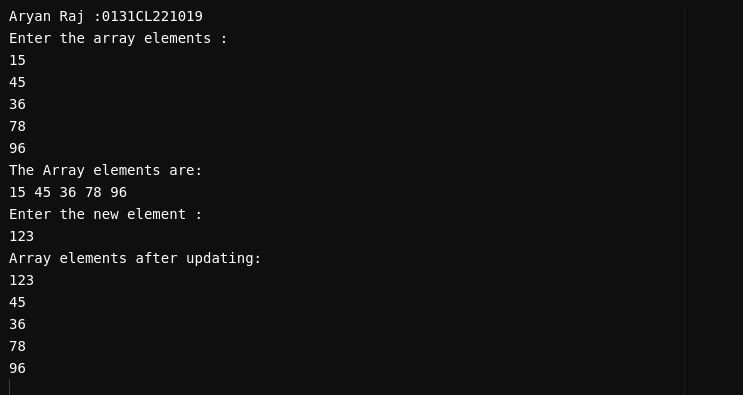 Aryan Raj :0131CL221019
Enter the array elements :
15
45
36
78
96
The Array elements are:
15 45 36 78 96
Enter the new element :
123
Array elements after updating:
123
45
36
78
96